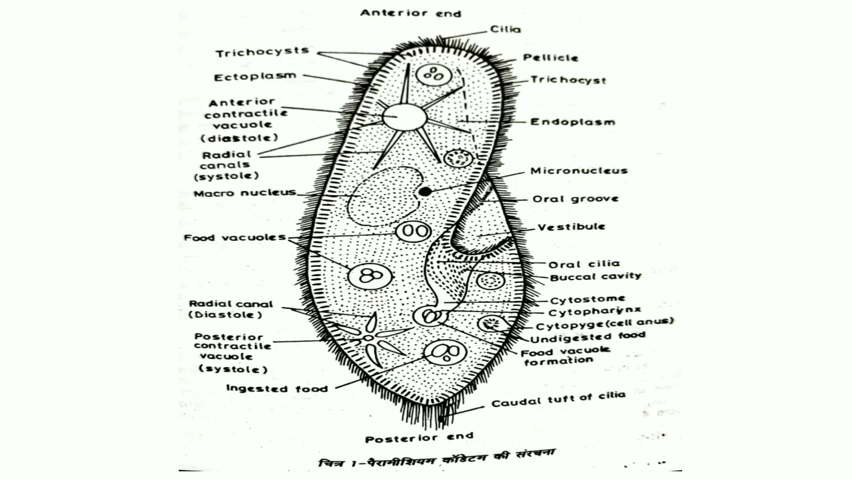 Anterior end
Cilia
Trichocysts
Pellicle
Ectoplasm
Trichocyst
Anterior
contractile
vacuole
(diastole)
Endoplasm
Radial
canals
(systole)
Micronucleus
Macro nucleus
Oral groove
Vestibule
Food vacuoles
Oral cilia
Buccal cavity
Radial canal
(Diastole)
Cytostome
Cytopharynx
Cytopyge(cell anus)
Undigested food
Posterior
contractile
vacuole
(systole)
Food vacuole
formation
Ingested food
Caudal tuft of cilia
Posterior end
चित्र 1-पैरामीशियम कॉडेटम की संरचना